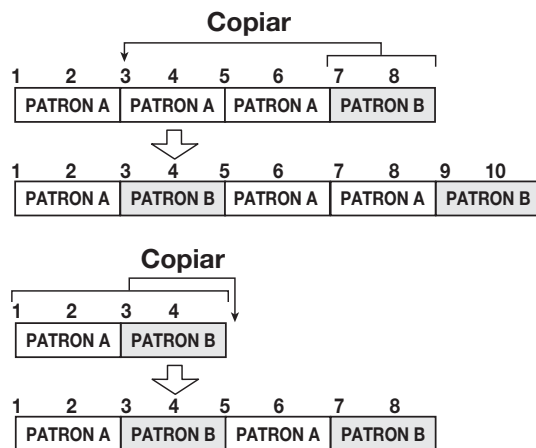 Copiar
1 2 3 4 5 6 7 8
PATRON A PATRON A PATRON A PATRON B
1 2 3 4 5 6 7 8 9 10
PATRON A PATRON B PATRON A PATRON A PATRON B
Copiar
1 2 3 4
PATRON A PATRON B
1 2 3 4 5 6 7 8
PATRON A PATRON B PATRON A PATRON B